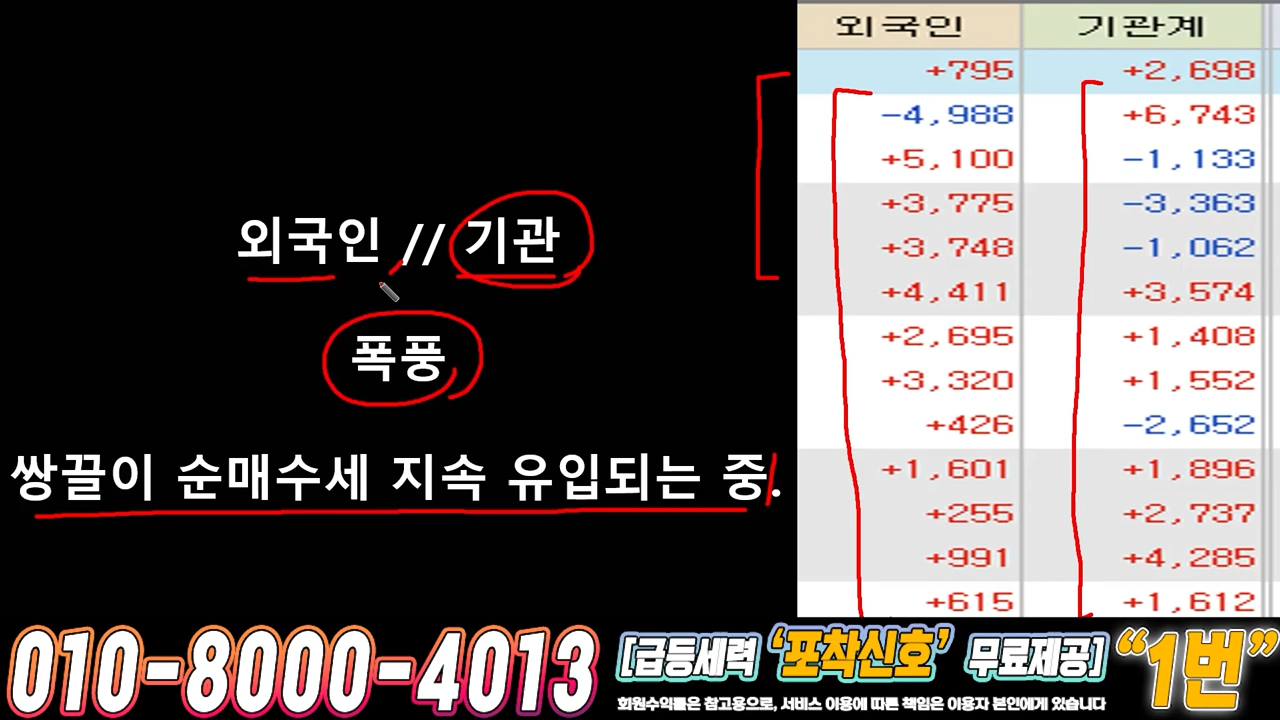 외국인 // 기관
폭풍
쌍끌이 순매수세 지속 유입되는 중.
외국인 기관계
+795 +2,698
-4,988 +6,743
+5,100 -1,133
+3,775 -3,363
+3,748 -1,062
+4,411 +3,574
+2,695 +1,408
+3,320 +1,552
+426 -2,652
+1,601 +1,896
+255 +2,737
+991 +4,285
+615 +1,612
010-8000-4013 [급등세력 '포착신호' 무료제공] "1번"
회원수익률은 참고용으로, 서비스 이용에 따른 책임은 이용자 본인에게 있습니다